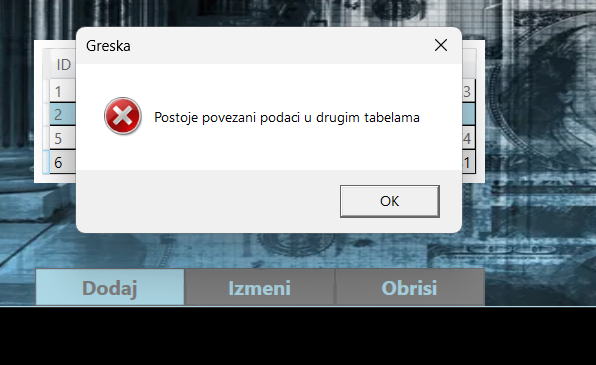 Greska
ID
1 3
2
Postoje povezani podaci u drugim tabelama
5 4
6 1
OK
Dodaj Izmeni Obrisi